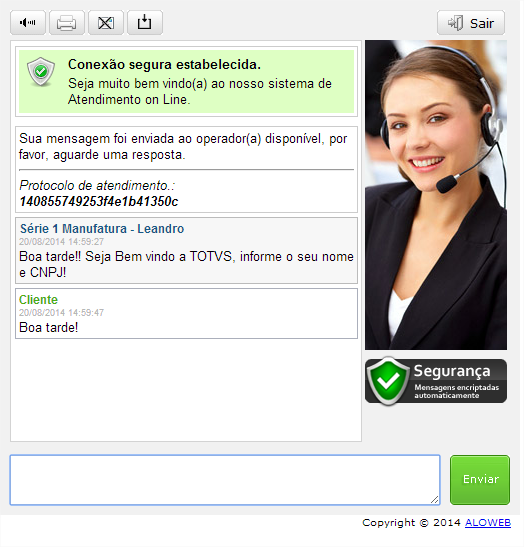 Sair
Conexão segura estabelecida.
Seja muito bem vindo(a) ao nosso sistema de
Atendimento on Line.
Sua mensagem foi enviada ao operador(a) disponível, por
favor, aguarde uma resposta.
Protocolo de atendimento.:
140855749253f4e1b41350c
Série 1 Manufatura - Leandro
20/08/2014 14:59:27
Boa tarde!! Seja Bem vindo a TOTVS, informe o seu nome
e CNPJ!
Cliente
20/08/2014 14:59:47
Boa tarde!
Segurança
Mensagens encriptadas
automaticamente
Enviar
Copyright © 2014 ALOWEB